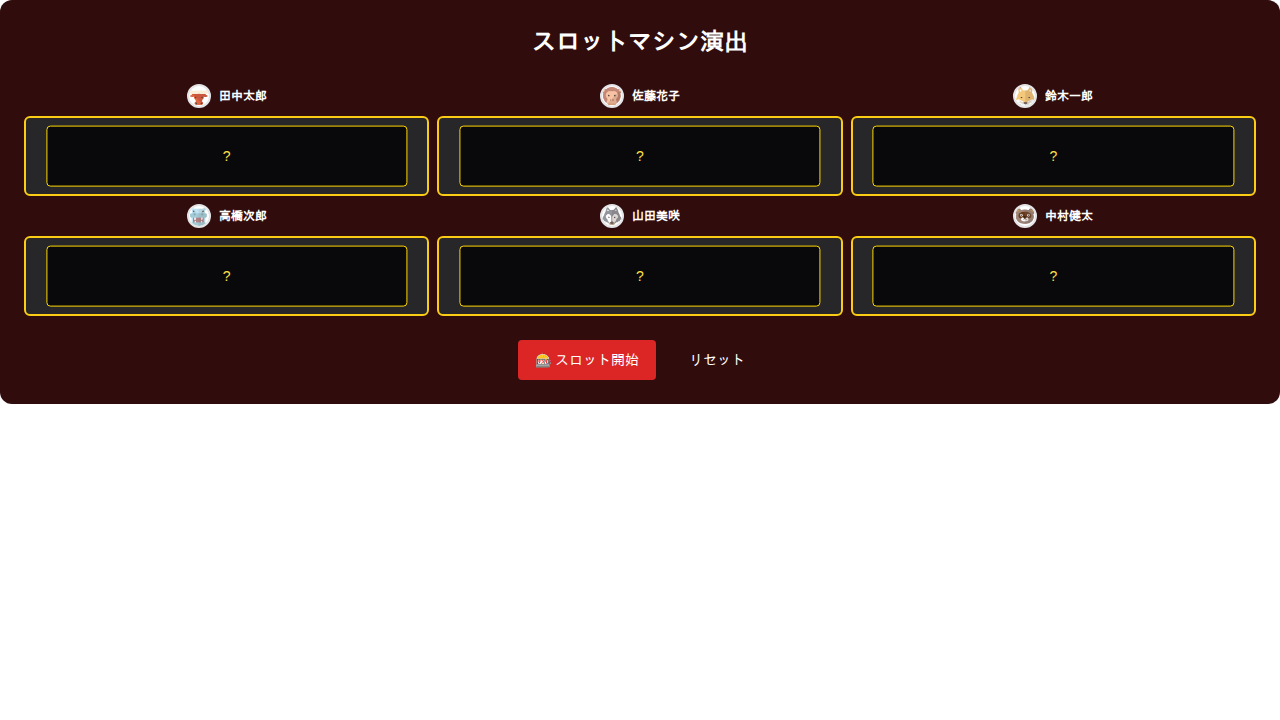 スロットマシン演出
田中太郎 佐藤花子 鈴木一郎
? ? ?
高橋次郎 山田美咲 中村健太
? ? ?
🎰 スロット開始 リセット